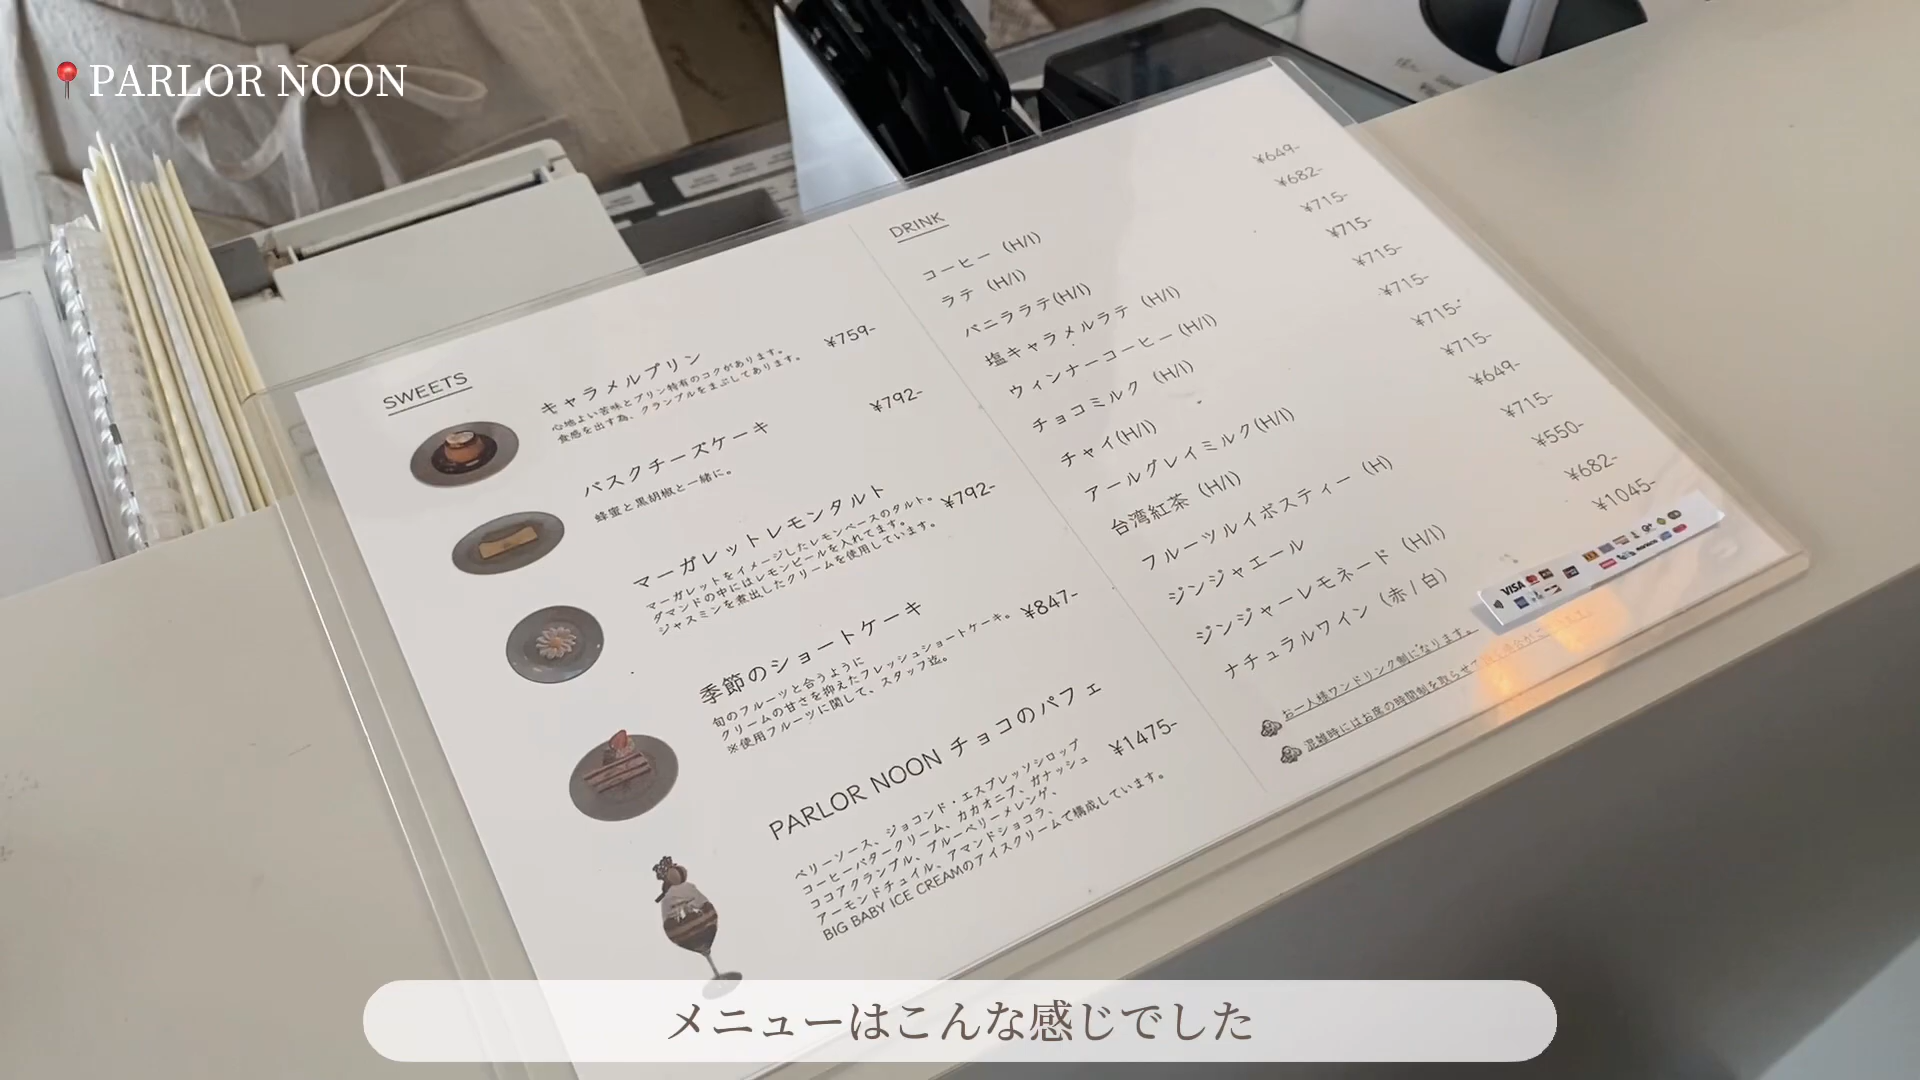 PARLOR NOON
SWEETS
キャラメルプリン ¥759-
心地よい苦味とプリン特有のコクがあります。
食感を出す為、クランブルをまぶしてあります。
バスクチーズケーキ ¥792-
蜂蜜と黒胡椒と一緒に。
マーガレットレモンタルト ¥792-
マーガレットをイメージしたレモンベースのタルト。
ダマンドの中にはレモンピールを入れてます。
ジャスミンを煮出したクリームを使用しています。
季節のショートケーキ ¥847-
旬のフルーツと合うように
クリームの甘さを抑えたフレッシュショートケーキ。
※使用フルーツに関して、スタッフ迄。
PARLOR NOON チョコのパフェ ¥1475-
ベリーソース、ジョコンド・エスプレッソシロップ
コーヒーバタークリーム、カカオニブ、ガナッシュ
ココアクランブル、ブルーベリーメレンゲ、
アーモンドチュイル、アマンドショコラ、
BIG BABY ICE CREAMのアイスクリームで構成しています。
DRINK
コーヒー (H/I) ¥649-
ラテ (H/I) ¥682-
バニララテ(H/I) ¥715-
塩キャラメルラテ (H/I) ¥715-
ウィンナーコーヒー(H/I) ¥715-
チョコミルク (H/I) ¥715-
チャイ(H/I) ¥715-
アールグレイミルク(H/I) ¥715-
台湾紅茶 (H/I) ¥649-
フルーツルイボスティー (H) ¥715-
ジンジャエール ¥550-
ジンジャーレモネード (H/I) ¥682-
ナチュラルワイン (赤/白) ¥1045-
VISA
お一人様ワンドリンク制になります。
混雑時にはお席の時間制を取らせて
メニューはこんな感じでした